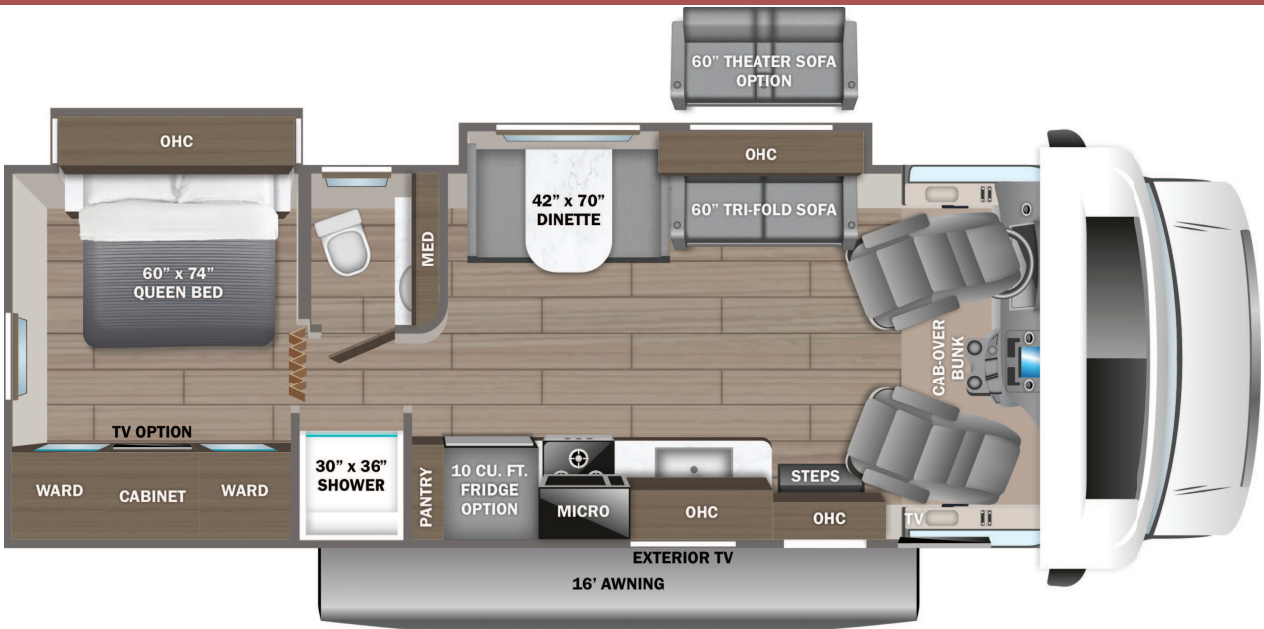 60” THEATER SOFA
OPTION
OHC
OHC
60” TRI-FOLD SOFA
42” x 70”
DINETTE
MED
60” x 74”
QUEEN BED
CAB-OVER
BUNK
TV OPTION
WARD
CABINET
WARD
30” x 36”
SHOWER
PANTRY
10 CU. FT.
FRIDGE
OPTION
MICRO
OHC
STEPS
OHC
TV
EXTERIOR TV
16’ AWNING